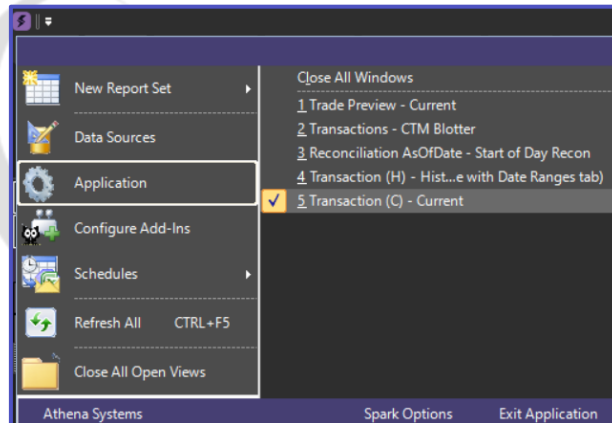 New Report Set
Data Sources
Application
Configure Add-Ins
Schedules
Refresh All CTRL+F5
Close All Open Views
Close All Windows
1 Trade Preview - Current
2 Transactions - CTM Blotter
3 Reconciliation AsOfDate - Start of Day Recon
4 Transaction (H) - Hist...e with Date Ranges tab)
5 Transaction (C) - Current
Athena Systems Spark Options Exit Application